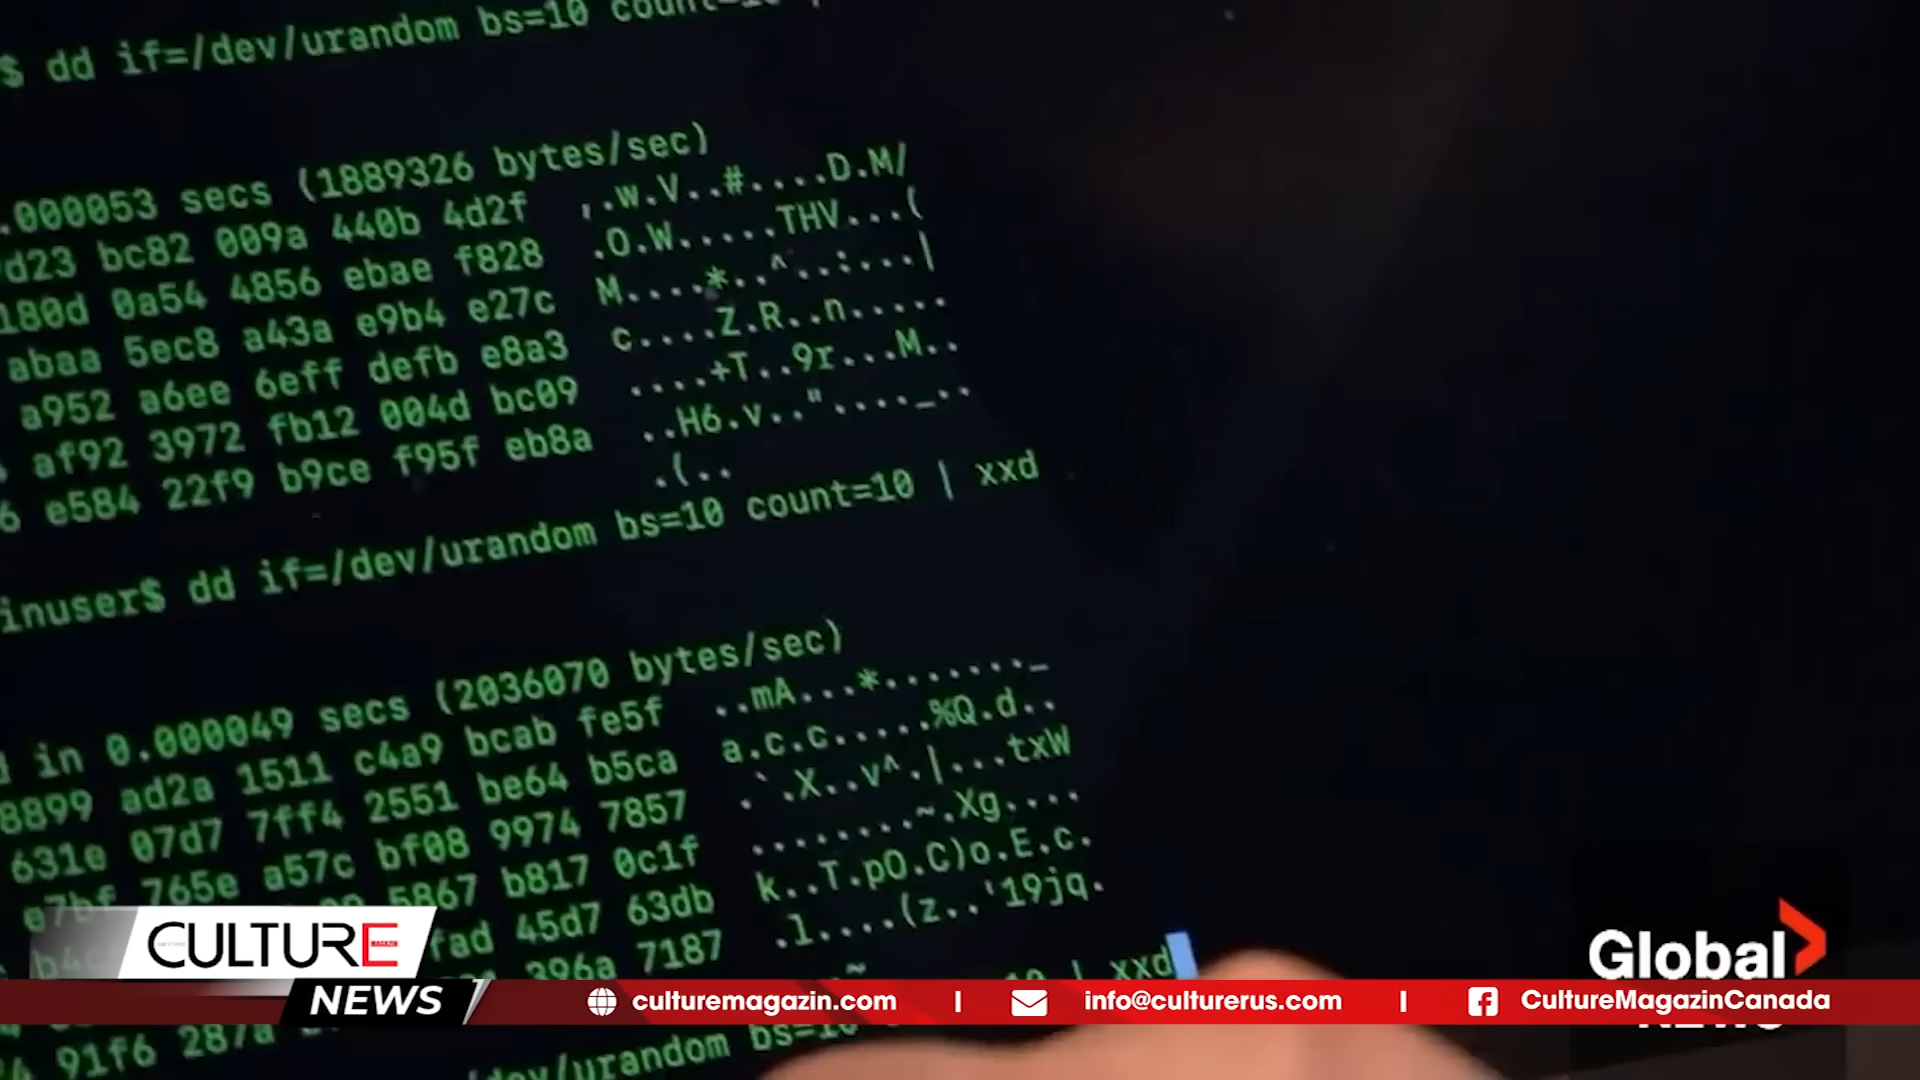 $ dd if=/dev/urandom bs=10
.000053 secs (1889326 bytes/sec)
d23 bc82 009a 440b 4d2f ,.w.V..#....D.M/
180d 0a54 4856 ebae f828 .O.W.....THV...(
abaa 5ec8 a43a e9b4 e27c M....*..^..:...|
a952 a6ee 6eff defb e8a3 c....Z.R..n.....
af92 3972 fb12 004d bc09 ....+T..9r...M..
6 e584 22f9 b9ce f95f eb8a ..H6.v..".…_..
.(..
inuser$ dd if=/dev/urandom bs=10 count=10 | xxd
d in 0.000049 secs (2036070 bytes/sec)
8899 ad2a 1511 c4a9 bcab fe5f ..mA...*......._
631e 07d7 7ff4 2551 be64 b5ca a.c.c.....%Q.d..
e7bf 765e a57c bf08 9974 7857 .`.X..v^.|...txW
5867 b817 0c1f ........~.Xg....
fad 45d7 63db k..T.pO.C)o.E.c.
396a 7187 .l....(z..'19jq.
~
| xxd
91f6 287a
/dev/urandom bs=10
CULTURE
NEWS
culturemagazin.com | info@culturerus.com | CultureMagazinCanada
Global
NEWS